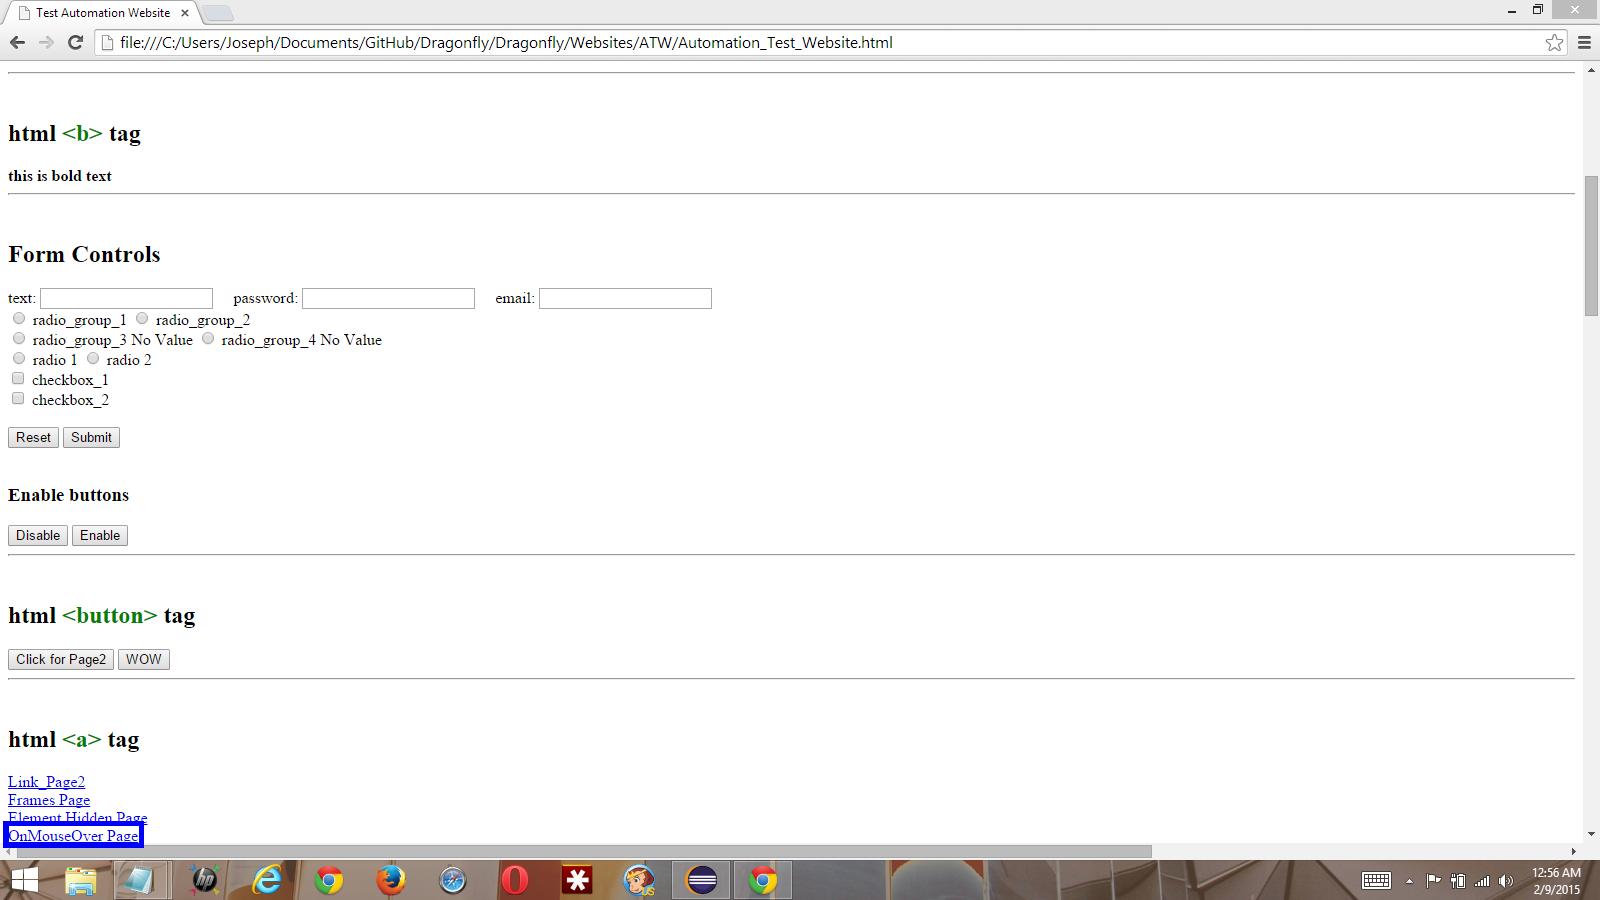 Test Automation Website
file:///C:/Users/Joseph/Documents/GitHub/Dragonfly/Dragonfly/Websites/ATW/Automation_Test_Website.html
html <b> tag
this is bold text
Form Controls
text: password: email:
radio_group_1 radio_group_2
radio_group_3 No Value radio_group_4 No Value
radio 1 radio 2
checkbox_1
checkbox_2
Reset Submit
Enable buttons
Disable Enable
html <button> tag
Click for Page2 WOW
html <a> tag
Link_Page2
Frames Page
Element Hidden Page
OnMouseOver Page
hp
US
12:56 AM
2/9/2015